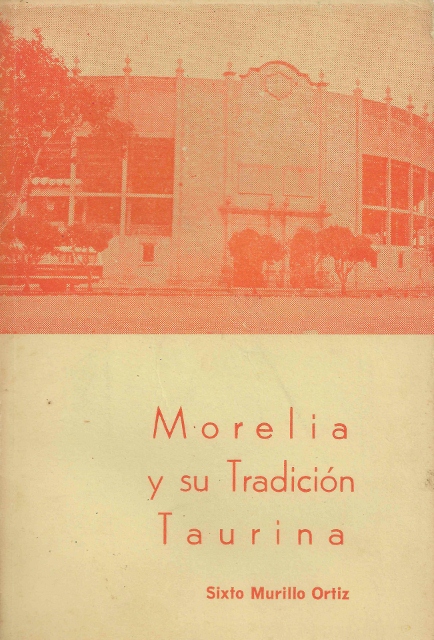 Morelia
y su Tradición
Taurina
Sixto Murillo Ortiz